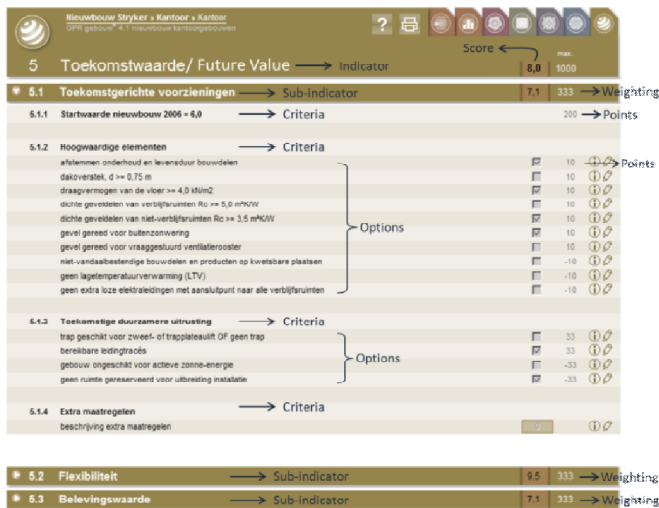 Nieuwbouw Stryker » Kantoor » Kantoor
GPR gebouw® 4.1 nieuwbouw kantoorgebouwen
?
Score
max.
5 Toekomstwaarde/ Future Value Indicator 8,0 1000
5.1 Toekomstgerichte voorzieningen Sub-indicator 7,1 333 Weighting
5.1.1 Startwaarde nieuwbouw 2006 = 6,0 Criteria 200 Points
5.1.2 Hoogwaardige elementen Criteria
afstemmen onderhoud en levensduur bouwdelen 10 Points
dakoverstek, d >= 0,75 m 10
draagvermogen van de vloer >= 4,0 kN/m2 10
dichte geveldelen van verblijfsruimten Rc >= 5,0 m²K/W 10
dichte geveldelen van niet-verblijfsruimten Rc >= 3,5 m²K/W 10
gevel gereed voor buitenzonwering 10
Options
gevel gereed voor vraaggestuurd ventilatierooster 10
niet-vandaalbestendige bouwdelen en producten op kwetsbare plaatsen -10
geen lagetemperatuurverwarming (LTV) -10
geen extra loze elektraleidingen met aansluitpunt naar alle verblijfsruimten -10
5.1.3 Toekomstige duurzamere uitrusting Criteria
trap geschikt voor zweef- of trapplateaulift OF geen trap 33
bereikbare leidingtracés 33
Options
gebouw ongeschikt voor actieve zonne-energie -33
geen ruimte gereserveerd voor uitbreiding installatie -33
5.1.4 Extra maatregelen Criteria
beschrijving extra maatregelen
5.2 Flexibiliteit Sub-indicator 9,5 333 Weighting
5.3 Belevingswaarde Sub-indicator 7,1 333 Weighting